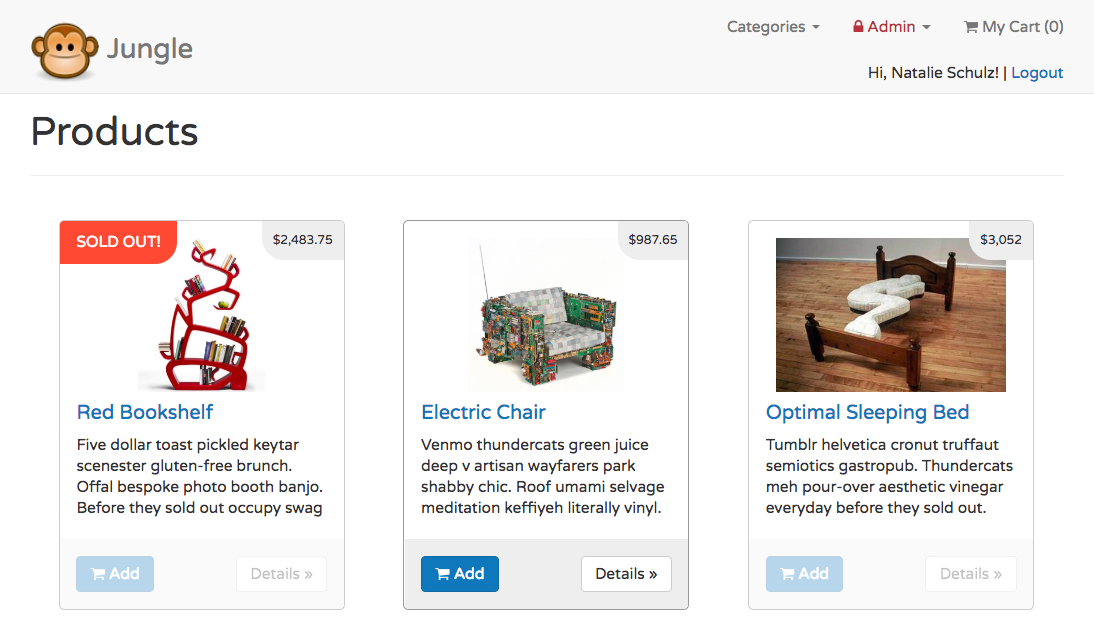 Jungle
Categories
Admin
My Cart (0)
Hi, Natalie Schulz! | Logout
Products
SOLD OUT!
$2,483.75
Red Bookshelf
Five dollar toast pickled keytar
scenester gluten-free brunch.
Offal bespoke photo booth banjo.
Before they sold out occupy swag
Add
Details »
$987.65
Electric Chair
Venmo thundercats green juice
deep v artisan wayfarers park
shabby chic. Roof umami selvage
meditation keffiyeh literally vinyl.
Add
Details »
$3,052
Optimal Sleeping Bed
Tumblr helvetica cronut truffaut
semiotics gastropub. Thundercats
meh pour-over aesthetic vinegar
everyday before they sold out.
Add
Details »